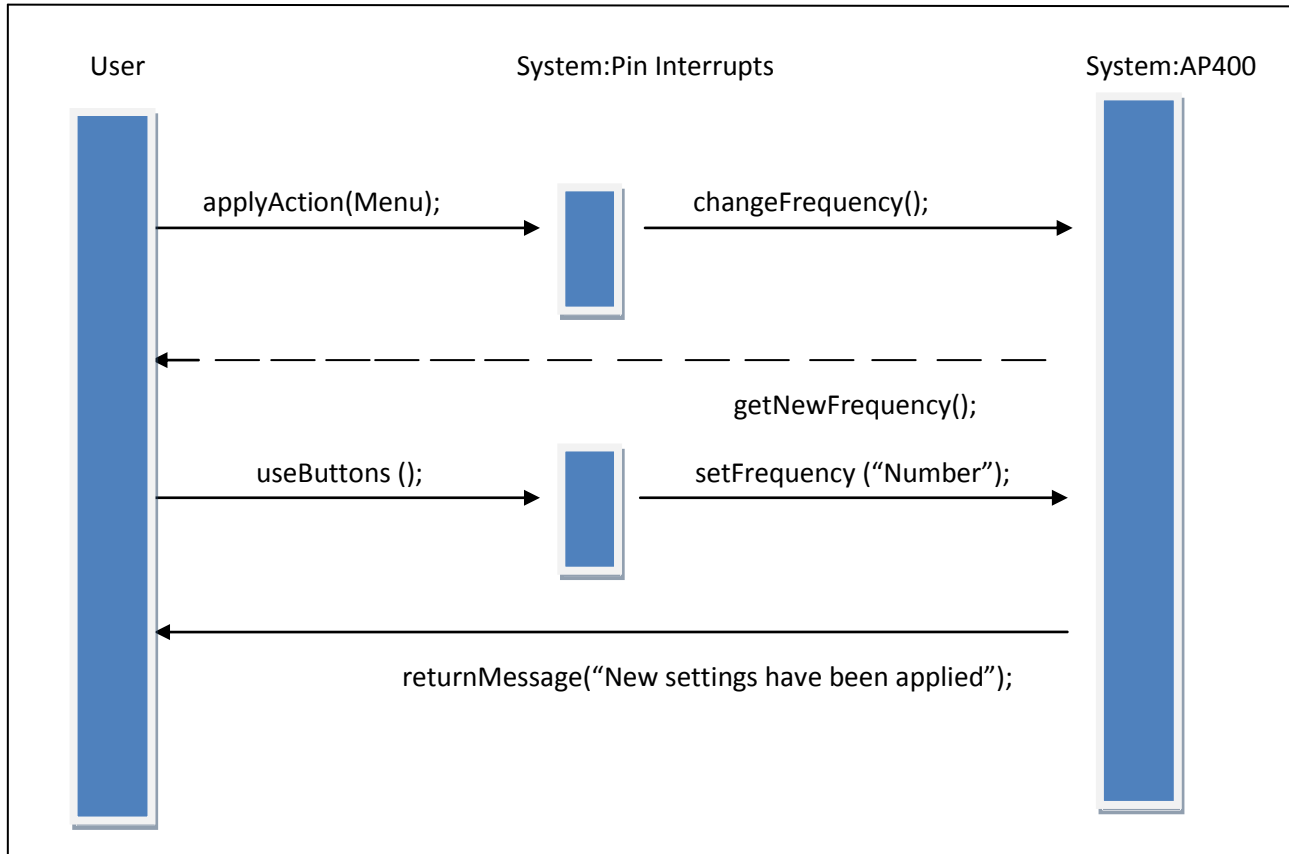 User
System:Pin Interrupts
System:AP400
applyAction(Menu);
changeFrequency();
getNewFrequency();
useButtons ();
setFrequency (“Number”);
returnMessage(“New settings have been applied”);